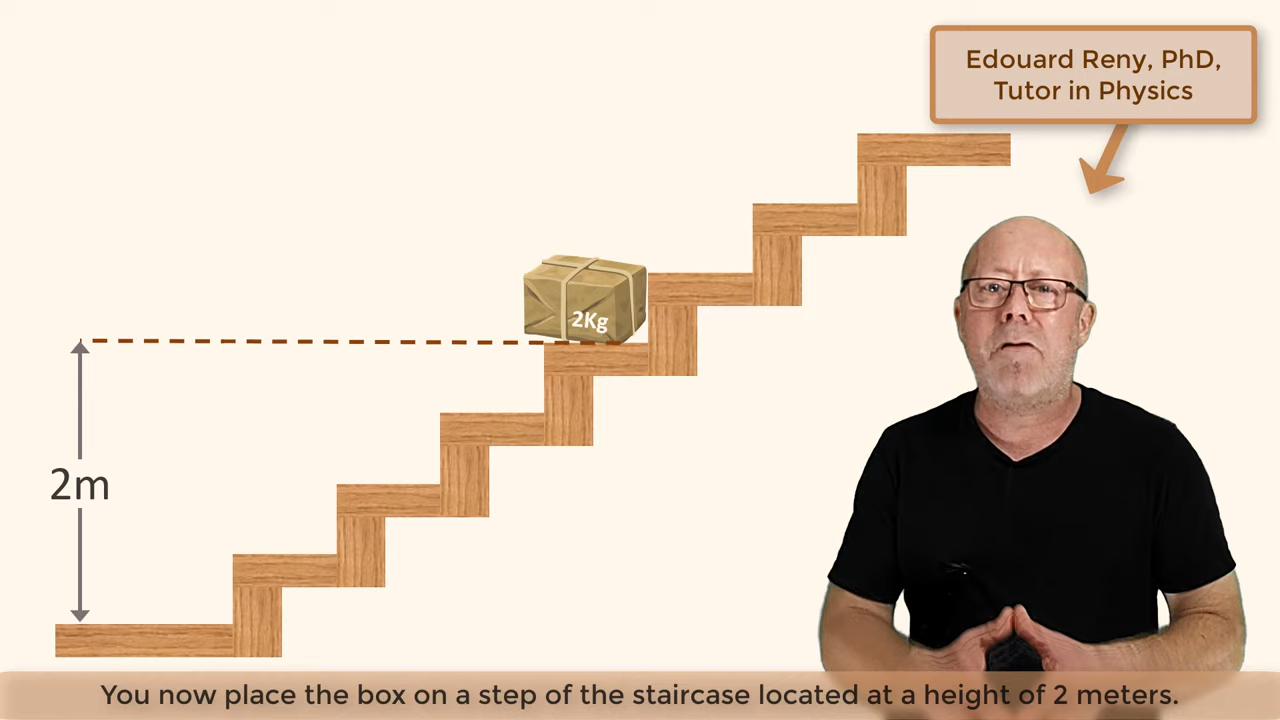 Edouard Reny, PhD,
Tutor in Physics
2Kg
2m
You now place the box on a step of the staircase located at a height of 2 meters.